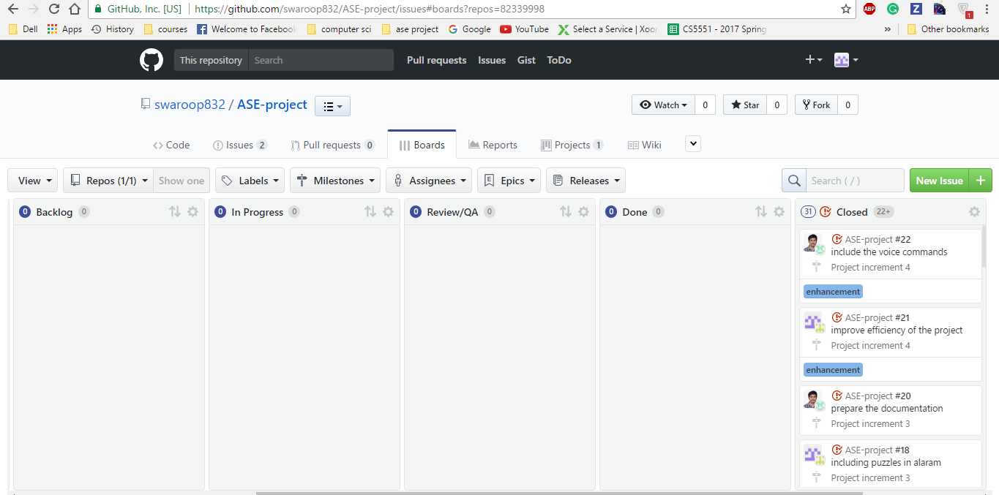 GitHub, Inc. [US] https://github.com/swaroop832/ASE-project/issues#boards?repos=82339998 ABP Z 1
Dell Apps History courses Welcome to Facebook computer sci ase project Google YouTube Select a Service | Xoo CS5551 - 2017 Spring » Other bookmarks
This repository Search Pull requests Issues Gist ToDo
swaroop832 / ASE-project Watch 0 Star 0 Fork 0
Code Issues 2 Pull requests 0 Boards Reports Projects 1 Wiki
View Repos (1/1) Show one Labels Milestones Assignees E Epics Releases Search ( / ) New Issue +
0 Backlog 0 0 In Progress 0 0 Review/QA 0 0 Done 0 31 Closed 22+
ASE-project #22
include the voice commands
Project increment 4
enhancement
ASE-project #21
improve efficiency of the project
Project increment 4
enhancement
ASE-project #20
prepare the documentation
Project increment 3
ASE-project #18
including puzzles in alaram
Project increment 3